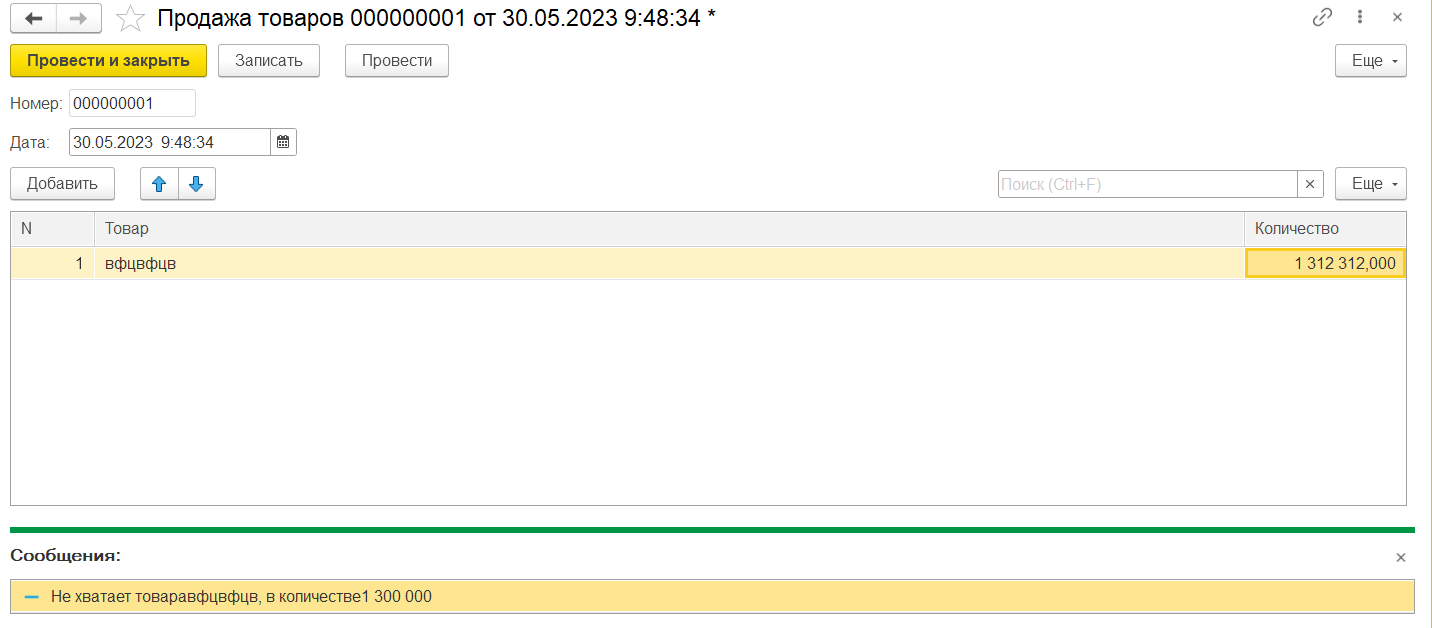 Продажа товаров 000000001 от 30.05.2023 9:48:34 *
Провести и закрыть Записать Провести Еще
Номер: 000000001
Дата: 30.05.2023 9:48:34
Добавить Поиск (Ctrl+F) × Еще
N Товар Количество
1 вфцвфцв 1 312 312,000
Сообщения:
Не хватает товаравфцвфцв, в количестве1 300 000